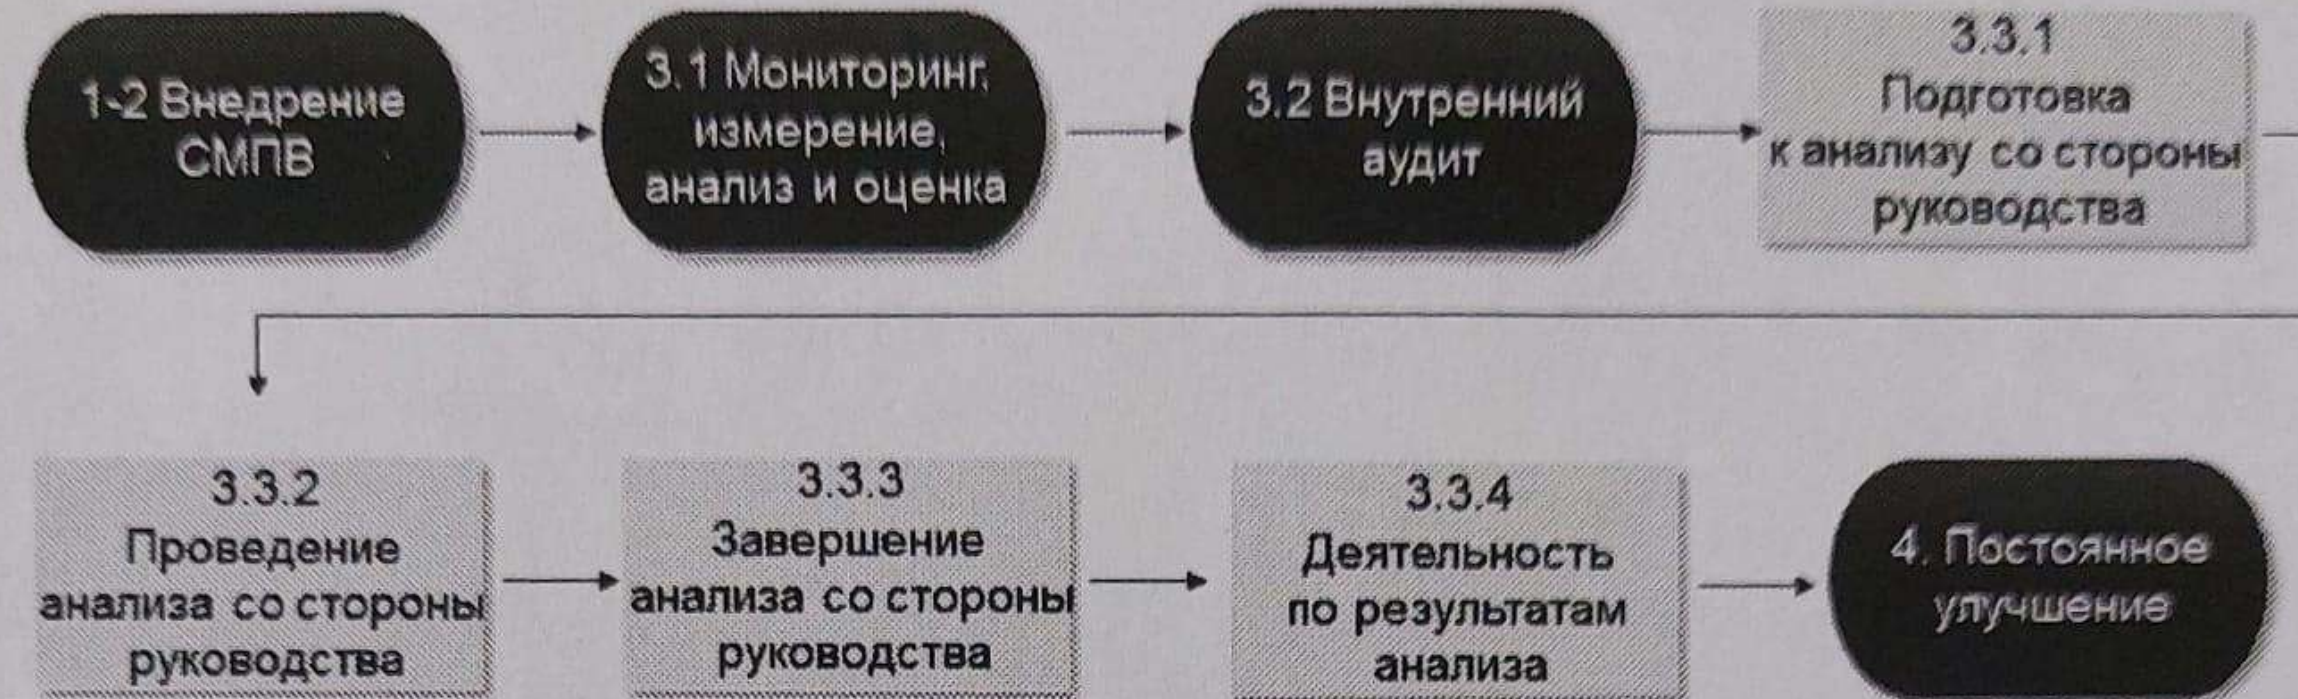 1-2 Внедрение
СМПВ
3.1 Мониторинг,
измерение,
анализ и оценка
3.2 Внутренний
аудит
3.3.1
Подготовка
к анализу со стороны
руководства
3.3.2
Проведение
анализа со стороны
руководства
3.3.3
Завершение
анализа со стороны
руководства
3.3.4
Деятельность
по результатам
анализа
4. Постоянное
улучшение